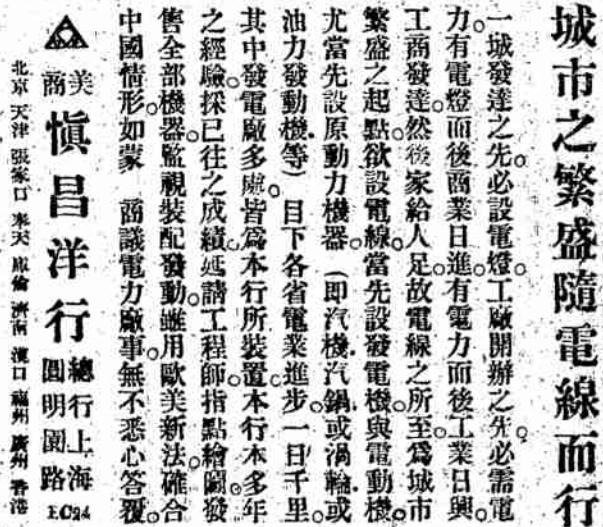 城市之繁盛隨電線而行
一城發達之先。必設電燈。工廠開辦之先。必需電
力。有電燈而後商業日進。有電力而後工業日興。
工商發達。然後家給人足。故電線之所至。爲城市
繁盛之起點。欲設電線。當先設發電機。與電動機。
尤當先設原動力機器。(即汽機汽鍋。或渦輪。或
油力發動機等)目下各省電業進步。一日千里。
其中發電廠多處。皆爲本行所裝置。本行本多年
之經驗。探已往之成績。延請工程師。指點繪圖。發
售全部機器。監視裝配發動。雖用歐美新法。確合
中國情形。如蒙 商議電力廠事。無不悉心答覆。
美商 愼昌洋行
總行上海
圓明園路
EC24
北京 天津 張家口 奉天 庫倫 濟南 漢口 福州 廣州 香港